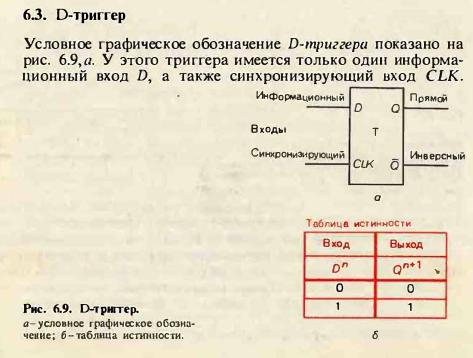 6.3. D-триггер
Условное графическое обозначение D-триггера показано на
рис. 6.9, а. У этого триггера имеется только один информа-
ционный вход D, а также синхронизирующий вход CLK.
Информационный
D
Q
Прямой
Входы
T
Синхронизирующий
CLK
Q̅
Инверсный
а
Таблица истинности
Вход Выход
Dⁿ Qⁿ⁺¹
0 0
1 1
б
Рис. 6.9. D-триггер.
а – условное графическое обозна-
чение; б – таблица истинности.